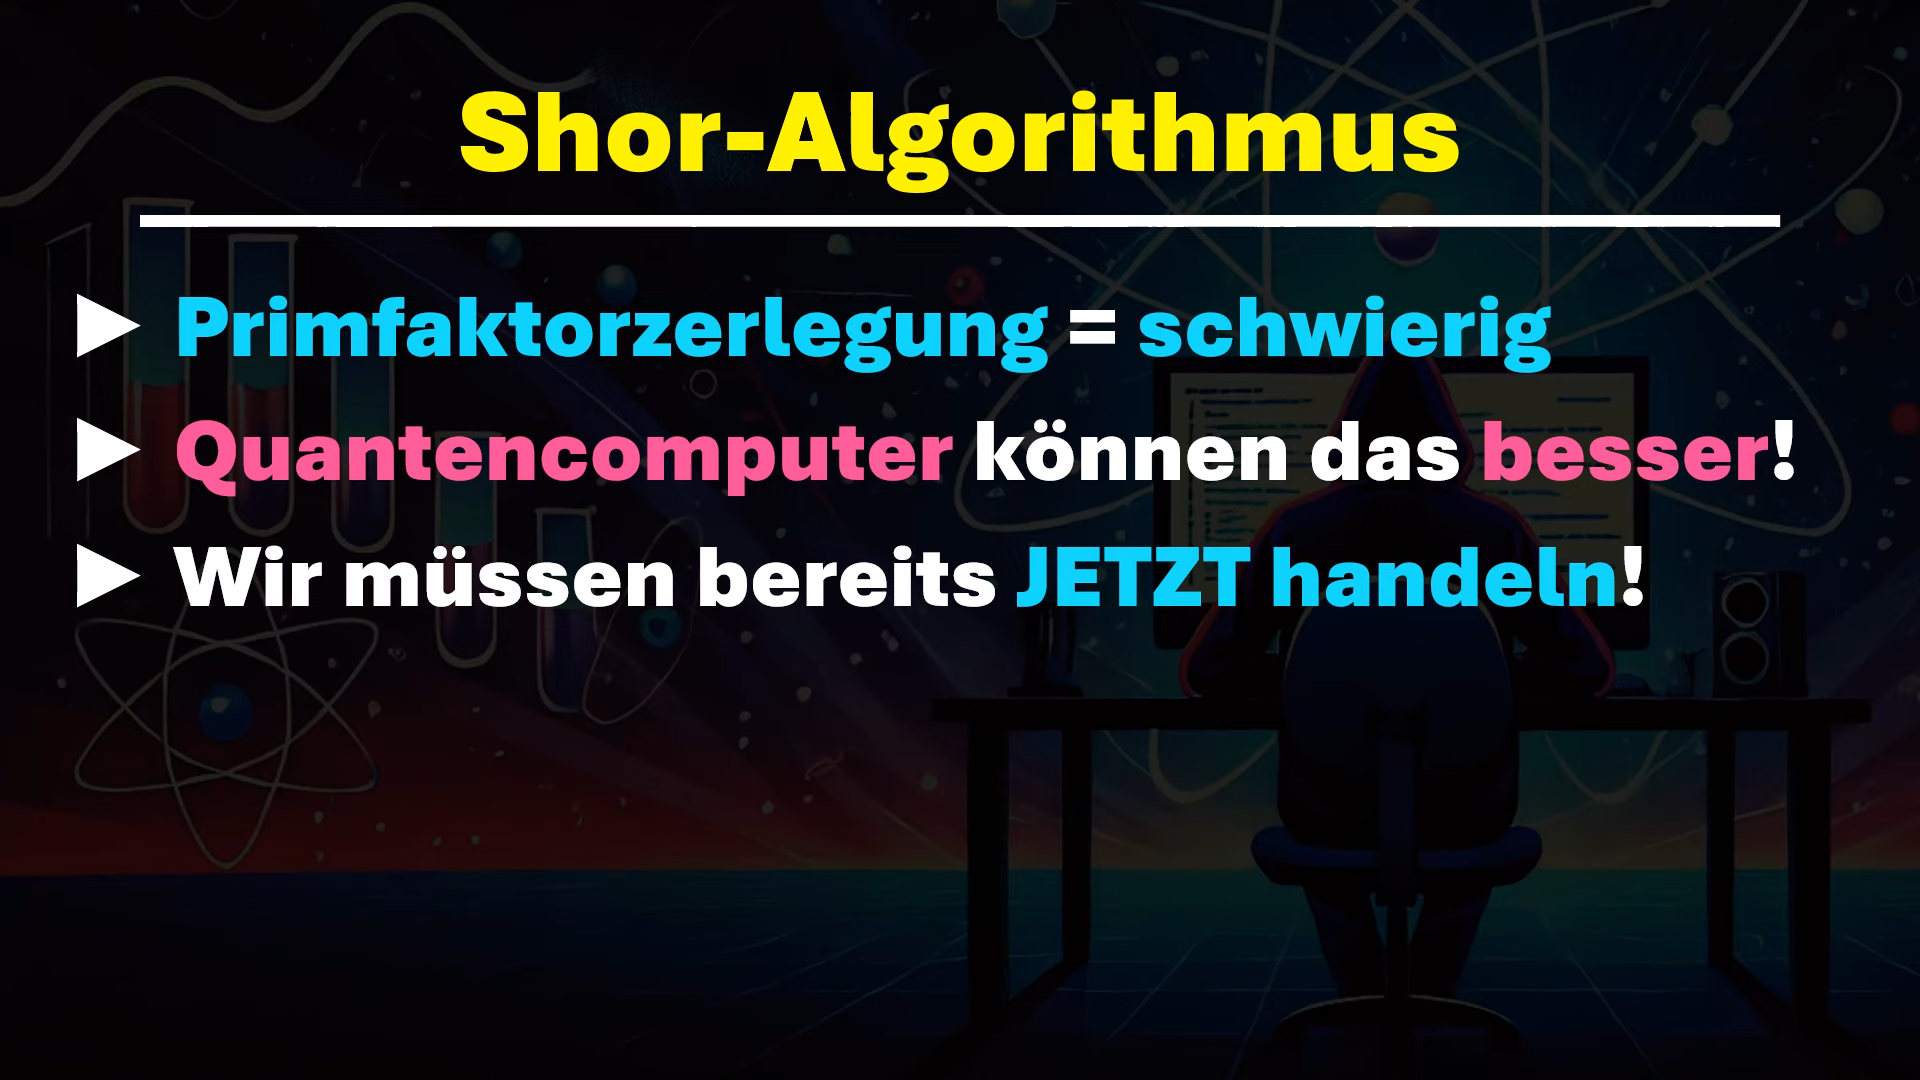 Shor-Algorithmus
► Primfaktorzerlegung = schwierig
► Quantencomputer können das besser!
► Wir müssen bereits JETZT handeln!